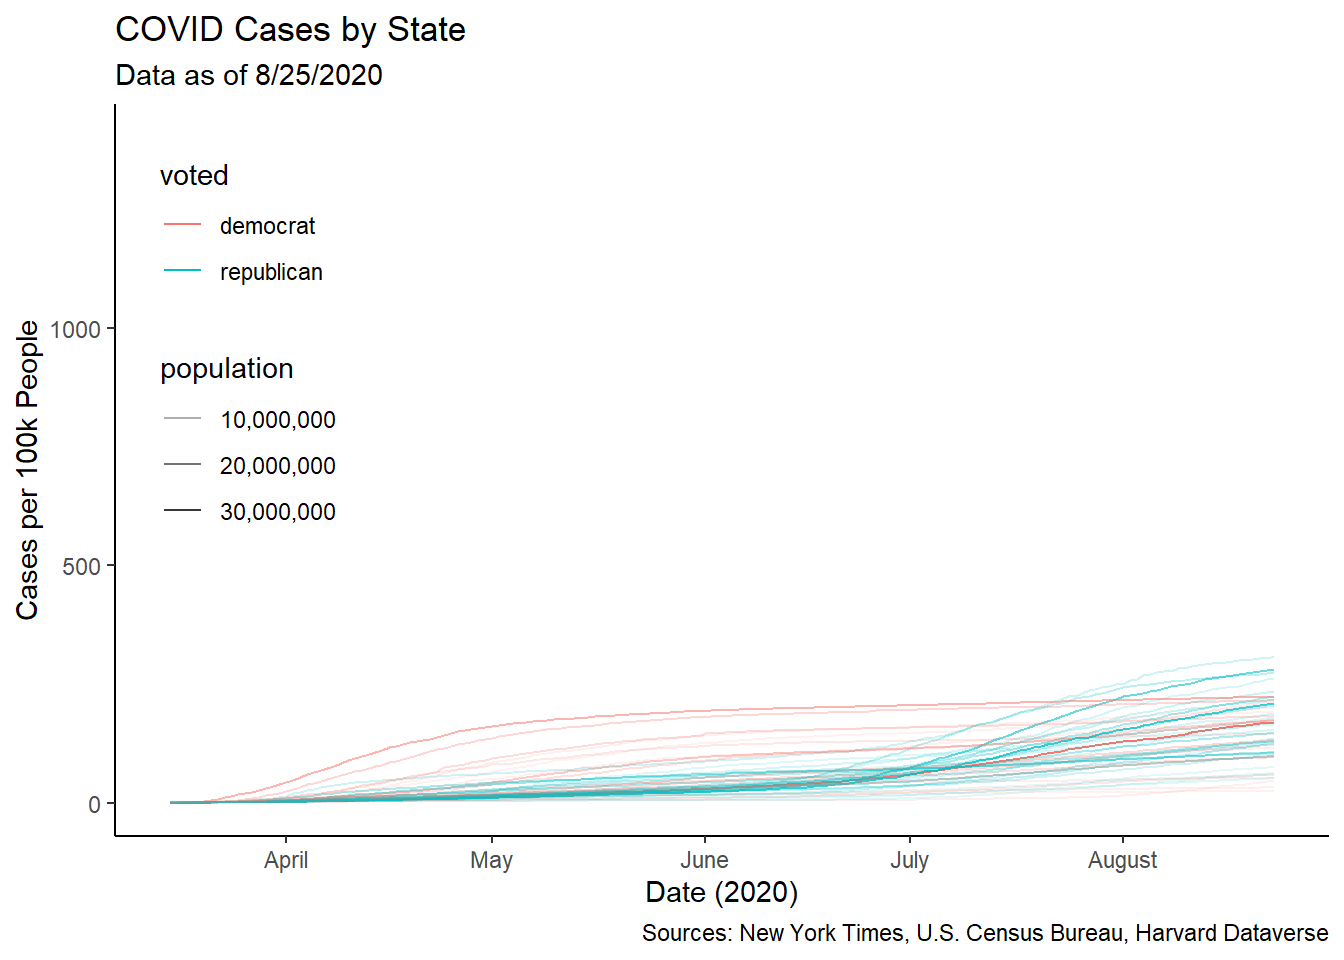 COVID Cases by State
Data as of 8/25/2020
voted
democrat
republican
population
10,000,000
20,000,000
30,000,000
Cases per 100k People
1000
500
0
April May June July August
Date (2020)
Sources: New York Times, U.S. Census Bureau, Harvard Dataverse